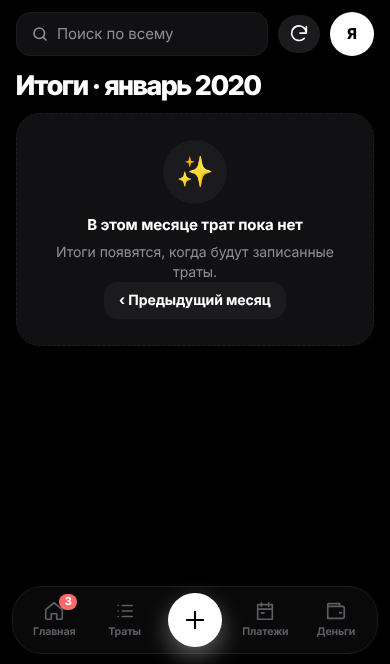 Поиск по всему
Я
Итоги · январь 2020
В этом месяце трат пока нет
Итоги появятся, когда будут записанные
траты.
‹ Предыдущий месяц
3
Главная
Траты
Платежи
Деньги